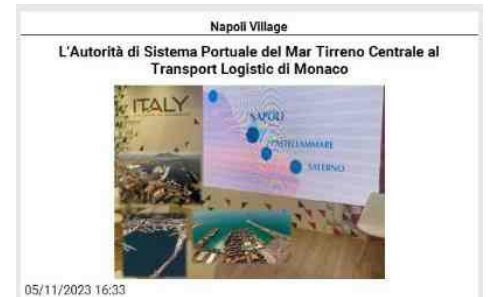 Napoli Village
L'Autorità di Sistema Portuale del Mar Tirreno Centrale al
Transport Logistic di Monaco
ITALY
NAPOLI
CASTELLAMMARE
SALERNO
05/11/2023 16:33